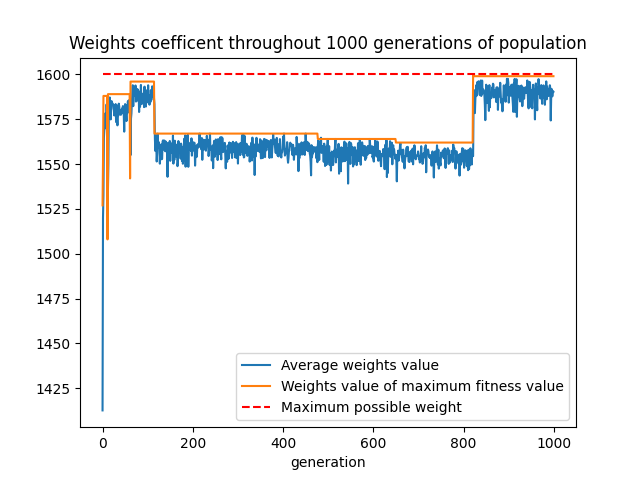 Weights coefficent throughout 1000 generations of population
1600
1575
1550
1525
1500
1475
1450
1425
Average weights value
Weights value of maximum fitness value
Maximum possible weight
0 200 400 600 800 1000
generation